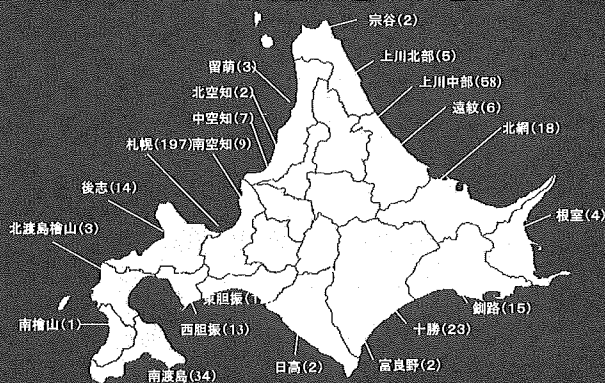 宗谷(2)
上川北部(5)
留萌(3)
上川中部(58)
北空知(2)
遠紋(6)
中空知(7)
北網(18)
札幌(197)南空知(9)
後志(14)
根室(4)
北渡島檜山(3)
東胆振(1
釧路(15)
南檜山(1)
西胆振(13)
十勝(23)
日高(2)
富良野(2)
南渡島(34)